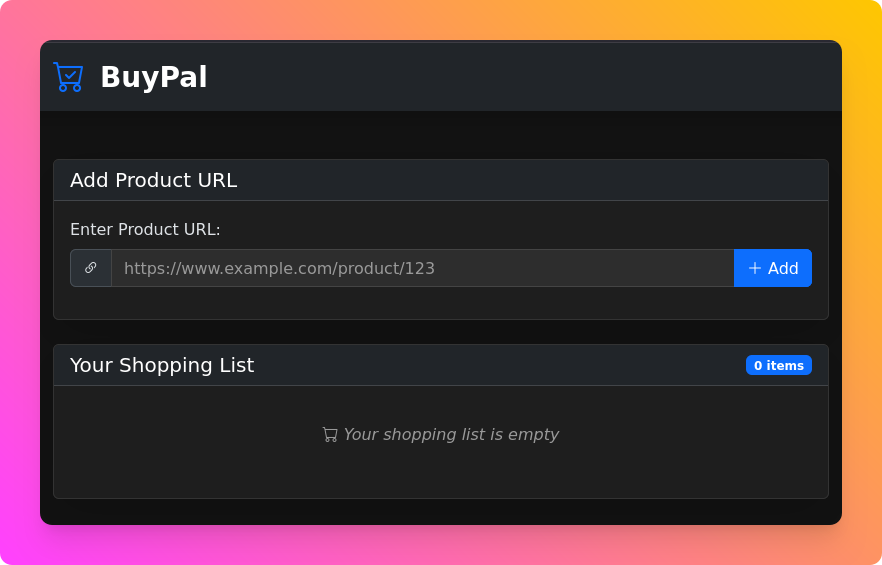 BuyPal
Add Product URL
Enter Product URL:
https://www.example.com/product/123
Add
Your Shopping List
0 items
Your shopping list is empty